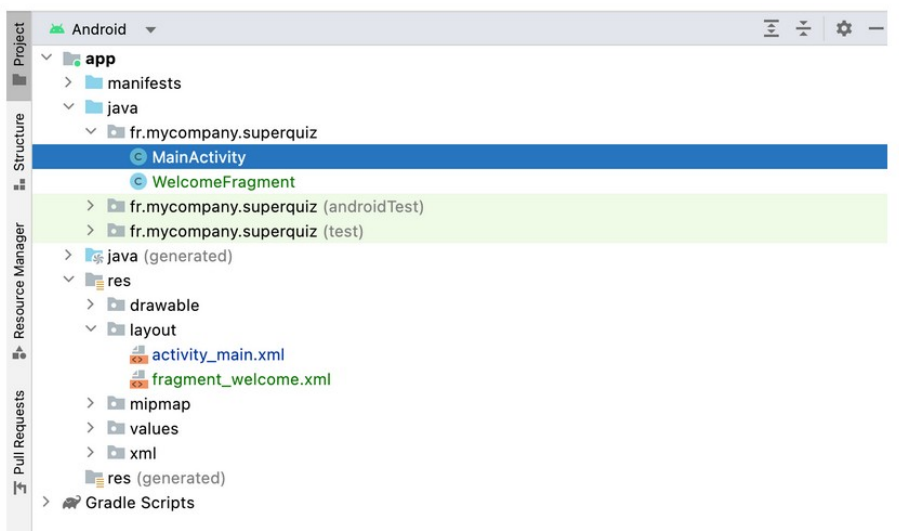 Android
app
manifests
java
fr.mycompany.superquiz
MainActivity
WelcomeFragment
fr.mycompany.superquiz (androidTest)
fr.mycompany.superquiz (test)
java (generated)
res
drawable
layout
activity_main.xml
fragment_welcome.xml
mipmap
values
xml
res (generated)
Gradle Scripts
Project
Structure
Resource Manager
Pull Requests